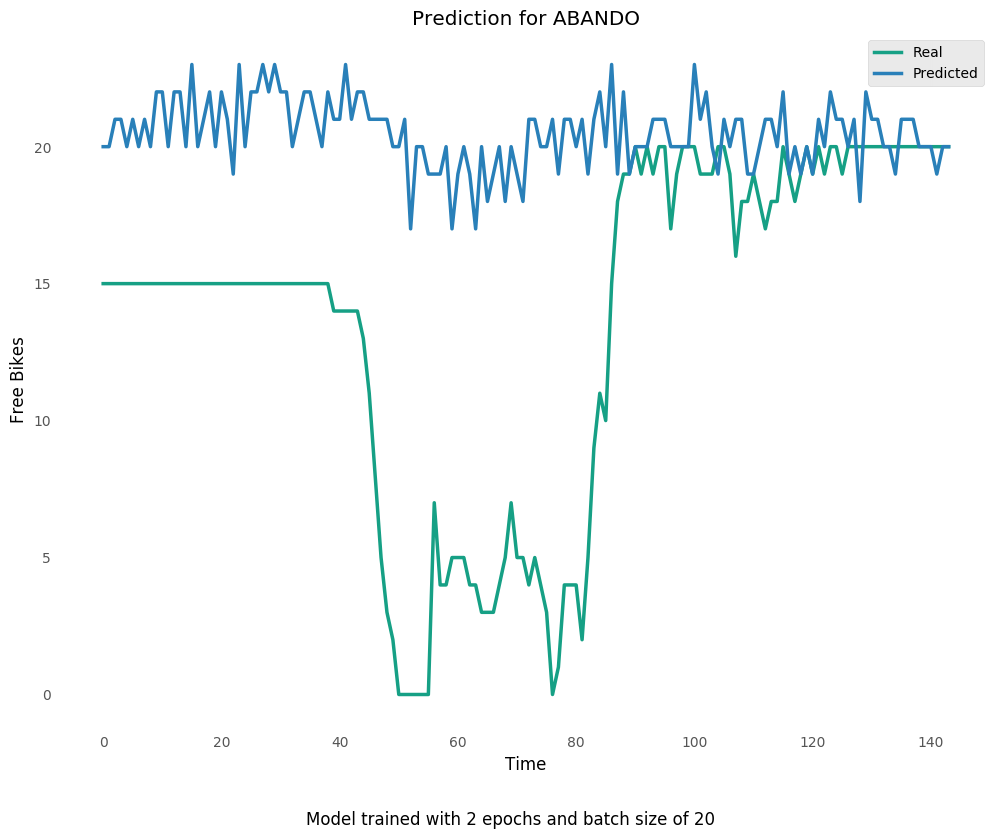 Prediction for ABANDO
Real
Predicted
20
15
10
5
0
Free Bikes
0 20 40 60 80 100 120 140
Time
Model trained with 2 epochs and batch size of 20